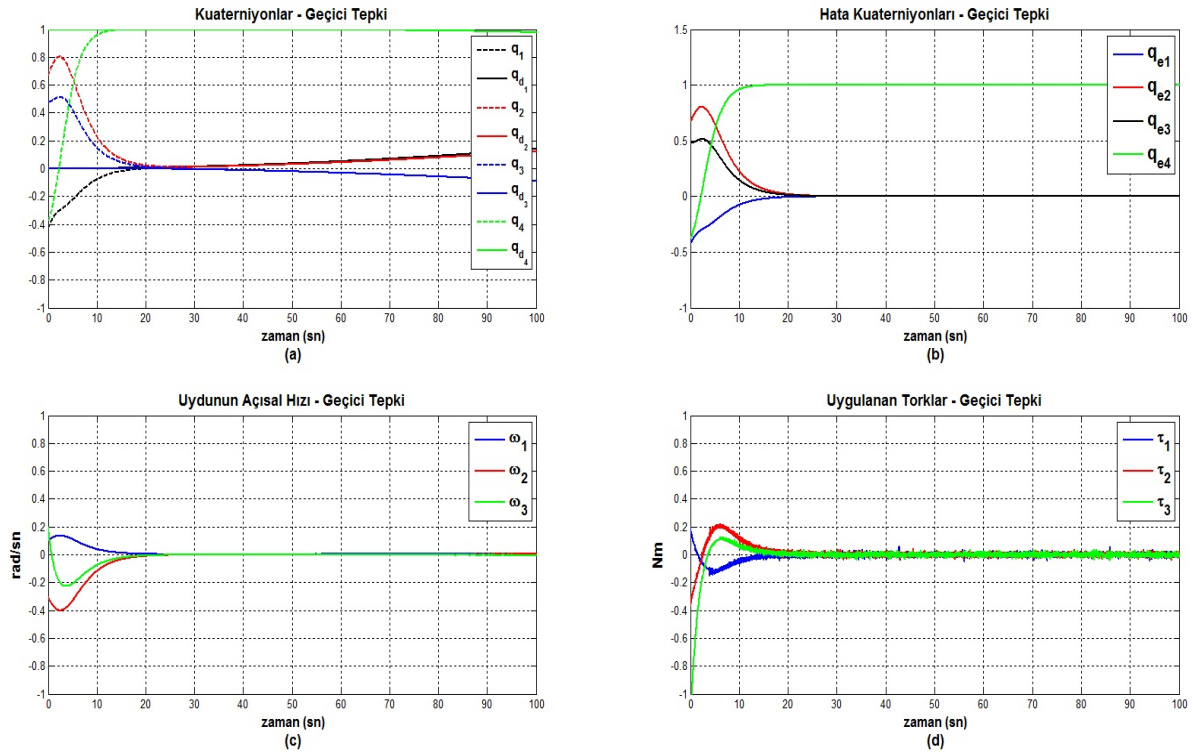 Kuaterniyonlar - Geçici Tepki
1
0.8
0.6
0.4
0.2
0
-0.2
-0.4
-0.6
-0.8
-1
0 10 20 30 40 50 60 70 80 90 100
zaman (sn)
(a)
q1
qd1
q2
qd2
q3
qd3
q4
qd4
Hata Kuaterniyonları - Geçici Tepki
1.5
1
0.5
0
-0.5
-1
0 10 20 30 40 50 60 70 80 90 100
zaman (sn)
(b)
qe1
qe2
qe3
qe4
Uydunun Açısal Hızı - Geçici Tepki
rad/sn
1
0.8
0.6
0.4
0.2
0
-0.2
-0.4
-0.6
-0.8
-1
0 10 20 30 40 50 60 70 80 90 100
zaman (sn)
(c)
ω1
ω2
ω3
Uygulanan Torklar - Geçici Tepki
Nm
1
0.8
0.6
0.4
0.2
0
-0.2
-0.4
-0.6
-0.8
-1
0 10 20 30 40 50 60 70 80 90 100
zaman (sn)
(d)
τ1
τ2
τ3